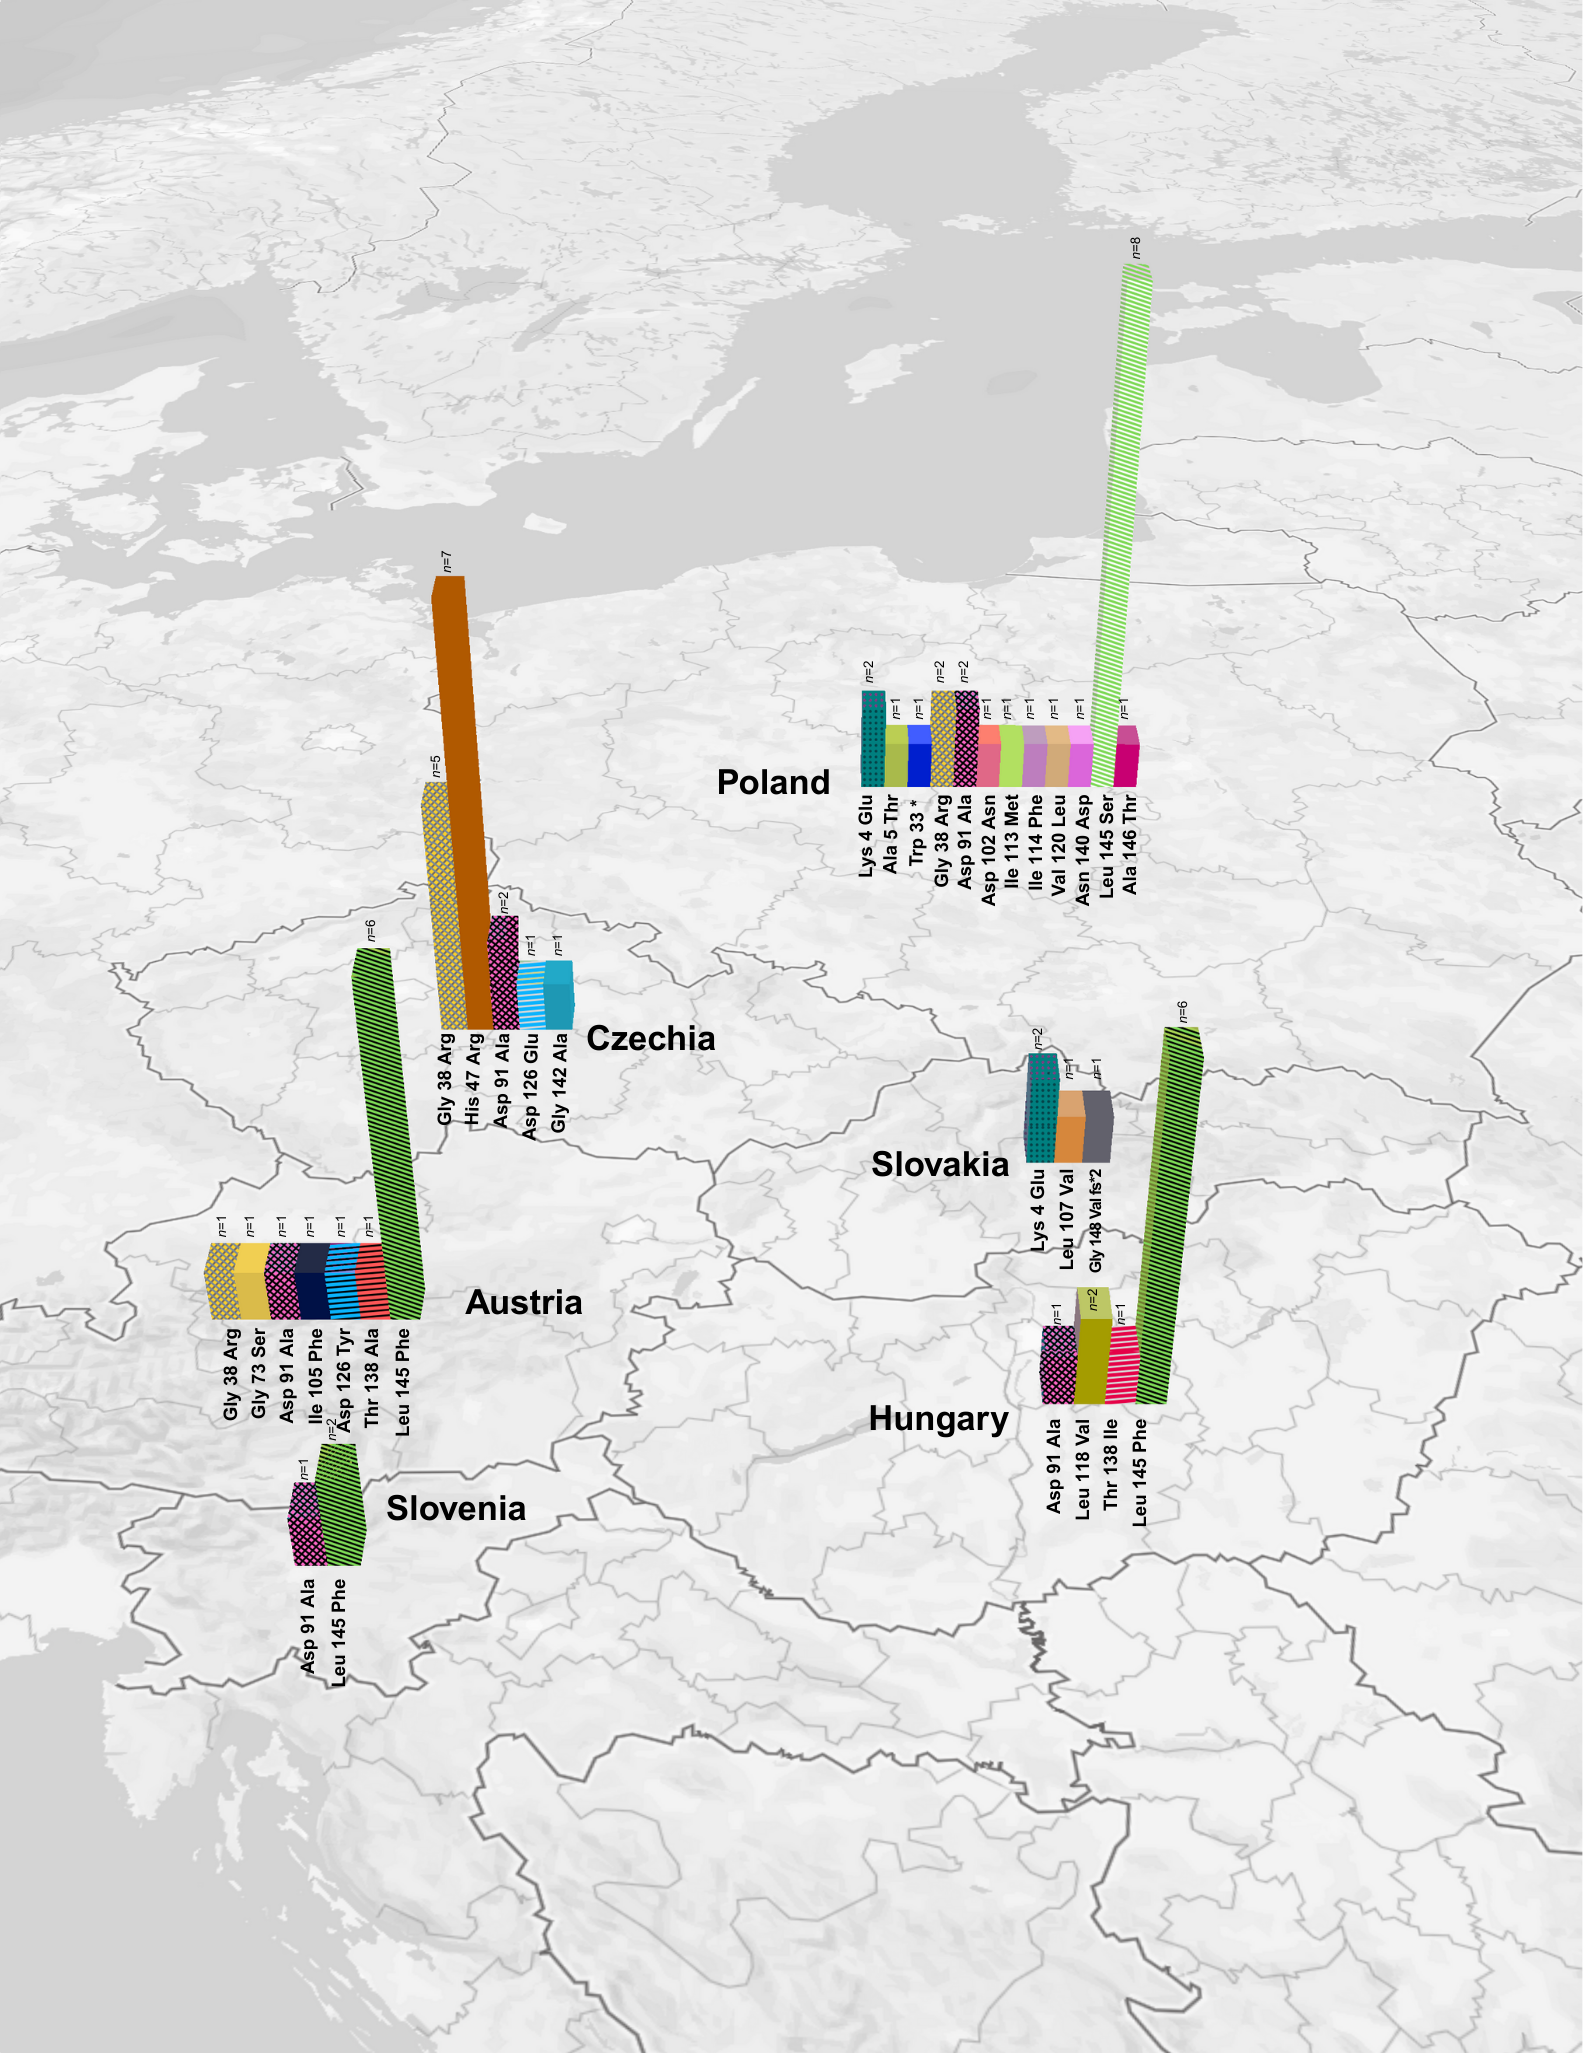 n=8
n=7
n=2
n=1
n=1
n=2
n=2
n=1
n=1
n=1
n=1
n=1
n=1
Poland
Lys 4 Glu
Ala 5 Thr
Trp 33 *
Gly 38 Arg
Asp 91 Ala
Asp 102 Asn
Ile 113 Met
Ile 114 Phe
Val 120 Leu
Asn 140 Asp
Leu 145 Ser
Ala 146 Thr
n=5
n=2
n=1
n=1
Czechia
Gly 38 Arg
His 47 Arg
Asp 91 Ala
Asp 126 Glu
Gly 142 Ala
n=6
n=1
n=1
n=1
n=1
n=1
n=1
Austria
Gly 38 Arg
Gly 73 Ser
Asp 91 Ala
Ile 105 Phe
Asp 126 Tyr
Thr 138 Ala
Leu 145 Phe
n=2
n=1
n=1
Slovakia
Lys 4 Glu
Leu 107 Val
Gly 148 Val fs*2
n=6
n=1
n=2
n=1
Hungary
Asp 91 Ala
Leu 118 Val
Thr 138 Ile
Leu 145 Phe
n=1
n=2
Slovenia
Asp 91 Ala
Leu 145 Phe